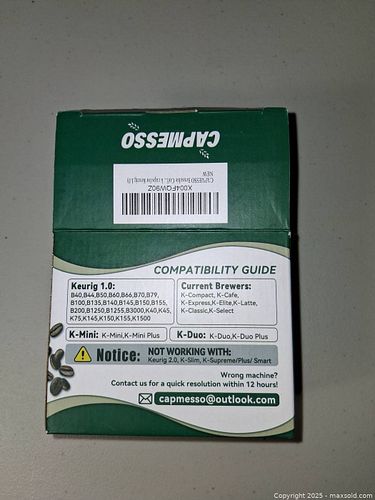 CAPMESSO
X004FQW90Z
NEW
COMPATIBILITY GUIDE
Keurig 1.0:
B40,B44,B50,B60,B66,B70,B79,
B100,B135,B140,B145,B150,B155,
B200,B1250,B1255,B3000,K40,K45,
K75,K145,K150,K155,K1500
Current Brewers:
K-Compact, K-Cafe,
K-Express,K-Elite,K-Latte,
K-Classic,K-Select
K-Mini: K-Mini,K-Mini Plus
K-Duo: K-Duo,K-Duo Plus
Notice: NOT WORKING WITH:
Keurig 2.0, K-Slim, K-Supreme/Plus/ Smart
Wrong machine?
Contact us for a quick resolution within 12 hours!
capmesso@outlook.com
Copyright 2025 - maxsold.com